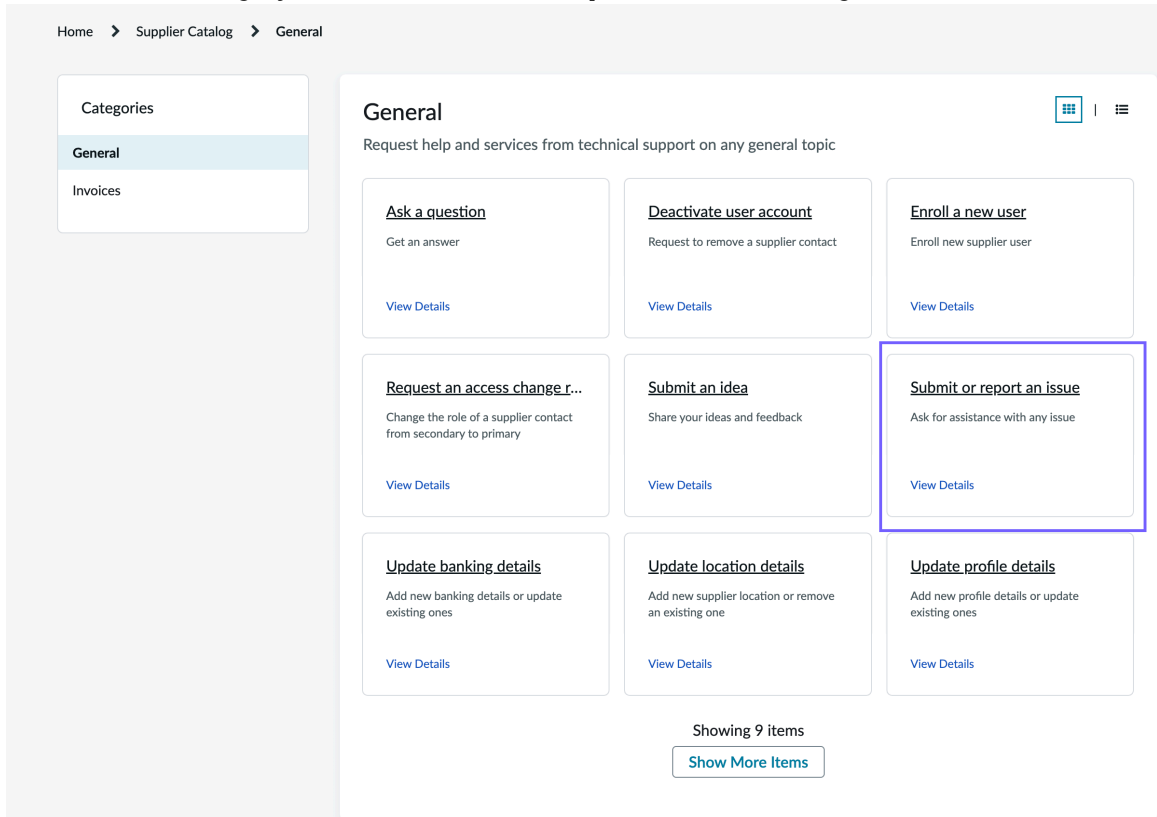 Home > Supplier Catalog > General
Categories
General
Invoices
General
Request help and services from technical support on any general topic
Ask a question
Get an answer
View Details
Deactivate user account
Request to remove a supplier contact
View Details
Enroll a new user
Enroll new supplier user
View Details
Request an access change r...
Change the role of a supplier contact
from secondary to primary
View Details
Submit an idea
Share your ideas and feedback
View Details
Submit or report an issue
Ask for assistance with any issue
View Details
Update banking details
Add new banking details or update
existing ones
View Details
Update location details
Add new supplier location or remove
an existing one
View Details
Update profile details
Add new profile details or update
existing ones
View Details
Showing 9 items
Show More Items